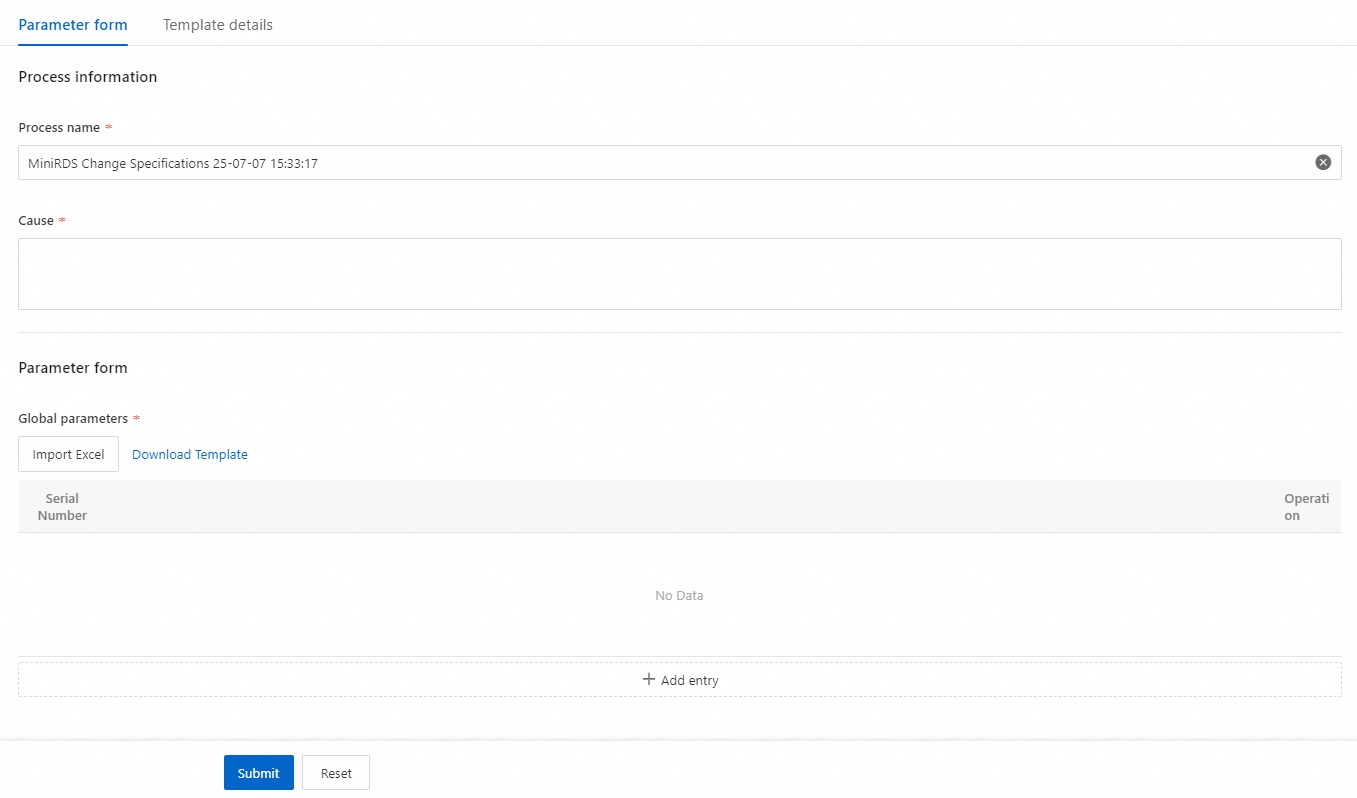 Parameter form Template details
Process information
Process name *
MiniRDS Change Specifications 25-07-07 15:33:17
Cause *
Parameter form
Global parameters *
Import Excel Download Template
Serial
Number
Operati
on
No Data
+ Add entry
Submit Reset